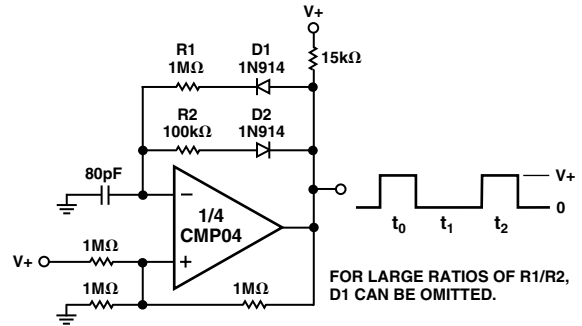 V+
R1
1MΩ
D1
1N914
15kΩ
R2
100kΩ
D2
1N914
80pF
−
1/4
CMP04
+
V+
1MΩ
1MΩ
1MΩ
V+
0
t0 t1 t2
FOR LARGE RATIOS OF R1/R2,
D1 CAN BE OMITTED.